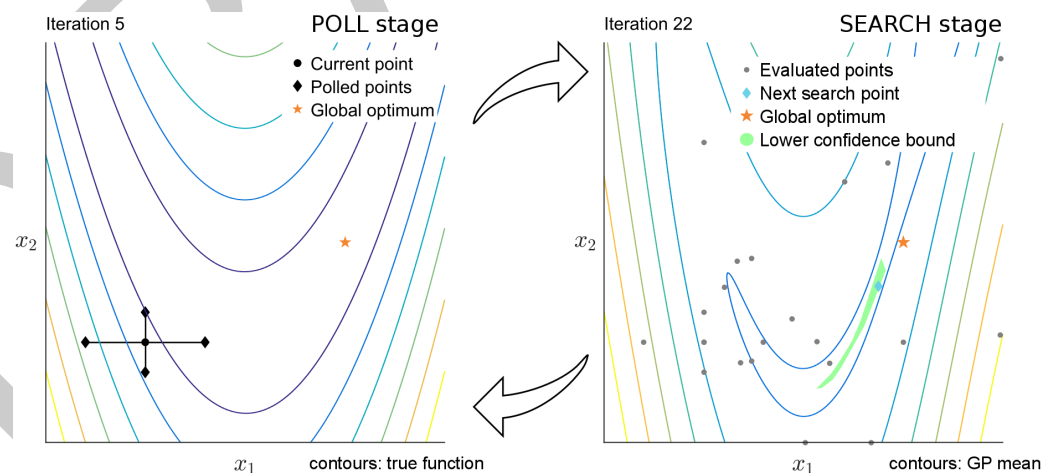 Iteration 5
POLL stage
Current point
Polled points
Global optimum
x2
x1
contours: true function
Iteration 22
SEARCH stage
Evaluated points
Next search point
Global optimum
Lower confidence bound
x2
x1
contours: GP mean